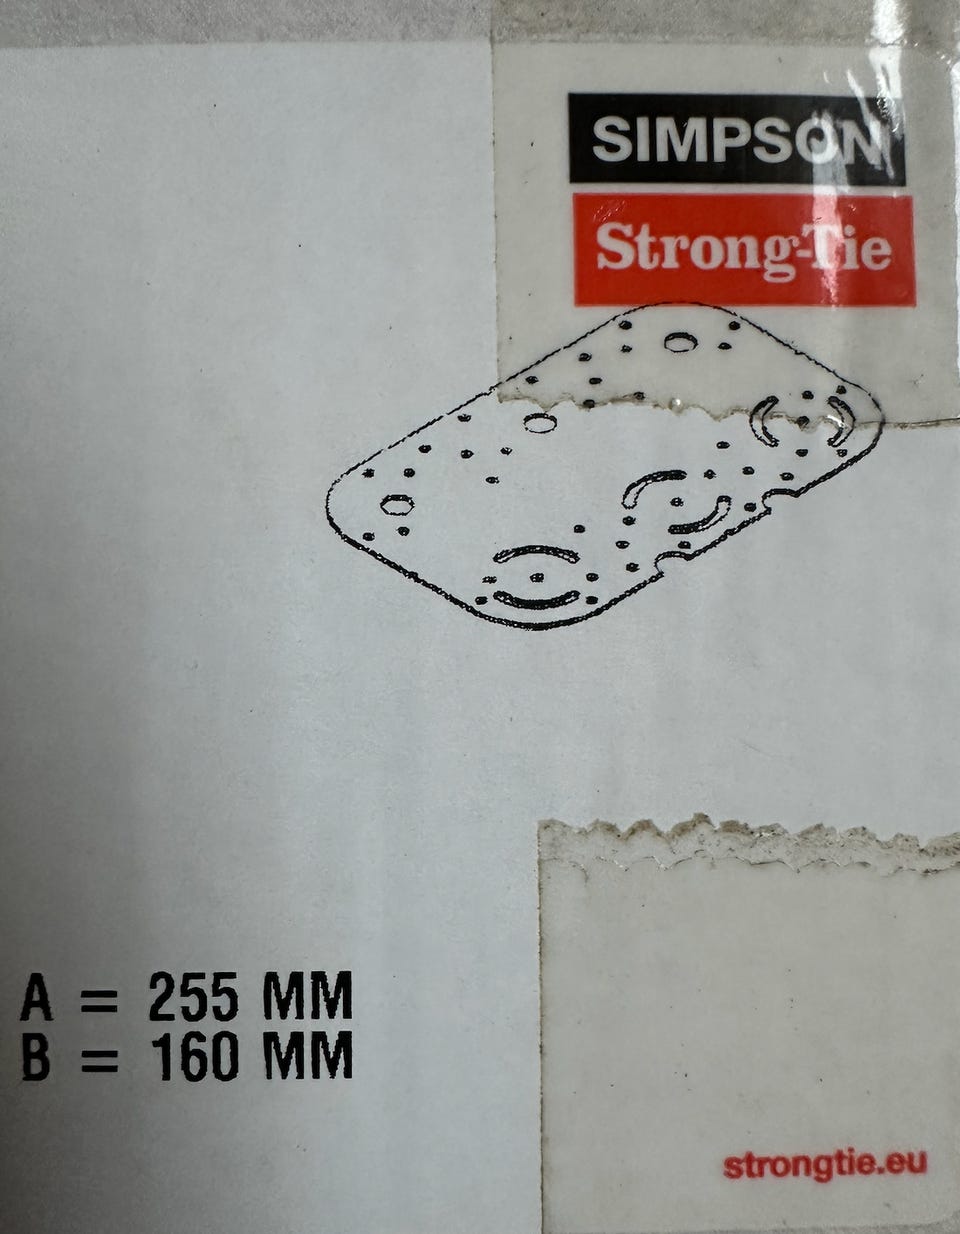 SIMPSON
Strong-Tie
A = 255 MM
B = 160 MM
strongtie.eu